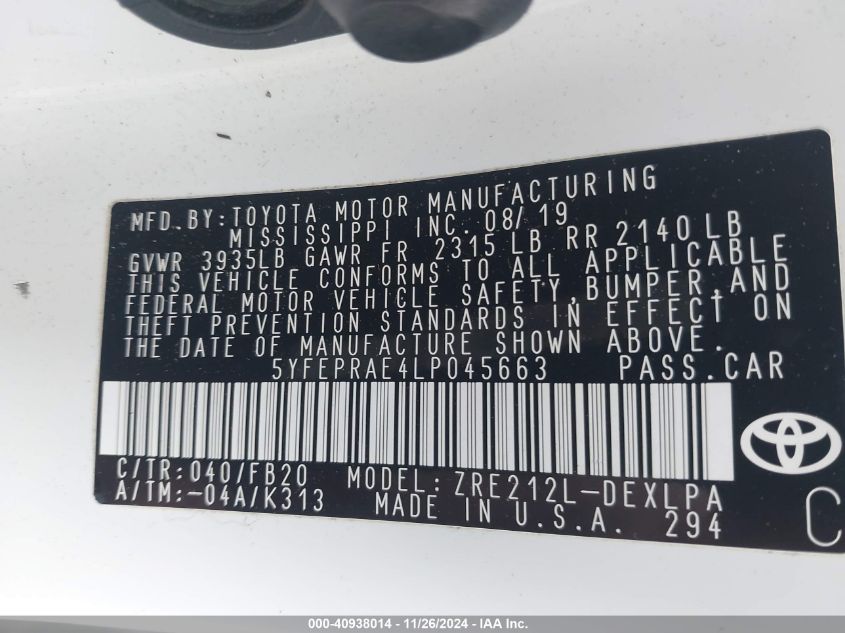 MFD. BY: TOYOTA MOTOR MANUFACTURING
MISSISSIPPI INC. 08/19
GVWR 3935LB GAWR FR 2315 LB RR 2140 LB
THIS VEHICLE CONFORMS TO ALL APPLICABLE
FEDERAL MOTOR VEHICLE SAFETY, BUMPER, AND
THEFT PREVENTION STANDARDS IN EFFECT ON
THE DATE OF MANUFACTURE SHOWN ABOVE.
5YFEPRAE4LP045663 PASS.CAR
C/TR: 040/FB20 MODEL: ZRE212L-DEXLPA
A/TM: -04A/K313 MADE IN U.S.A. 294
C
000-40938014 - 11/26/2024 - IAA Inc.